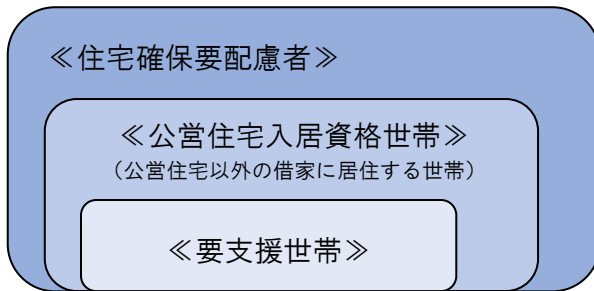 ≪住宅確保要配慮者≫
≪公営住宅入居資格世帯≫
（公営住宅以外の借家に居住する世帯）
≪要支援世帯≫